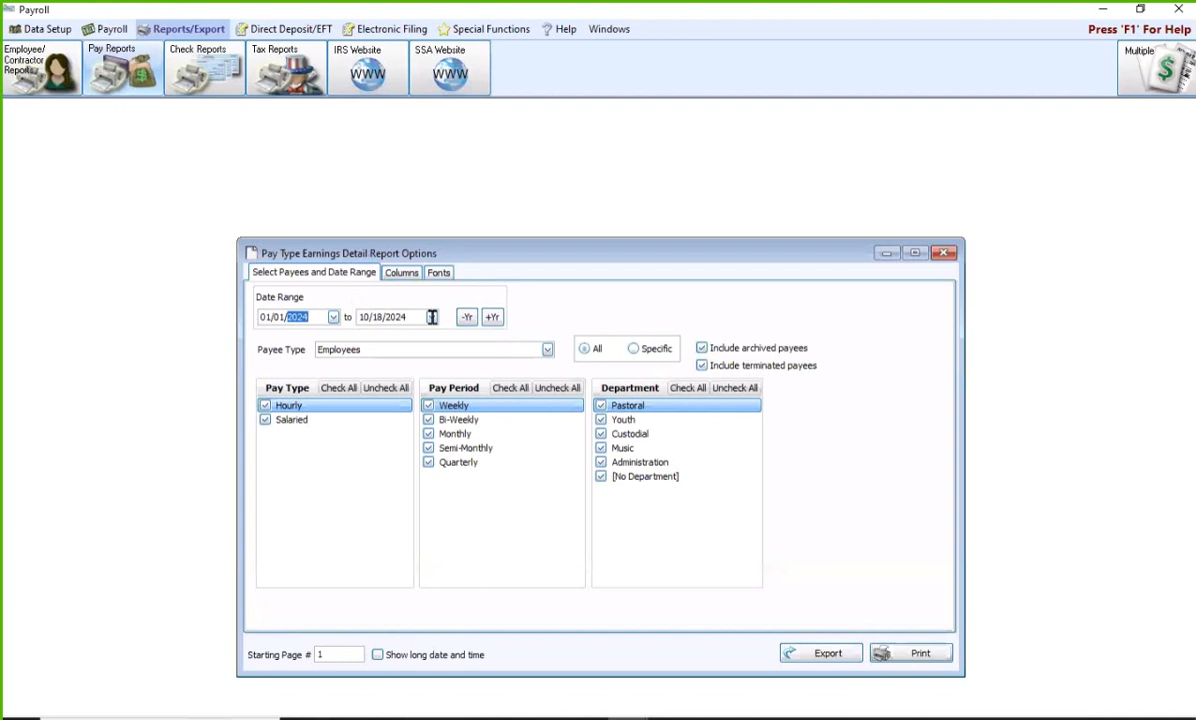 Payroll
Data Setup Payroll Reports/Export Direct Deposit/EFT Electronic Filing Special Functions Help Windows Press 'F1' For Help
Employee/
Contractor
Reports
Pay Reports
Check Reports
Tax Reports
IRS Website
WWW
SSA Website
WWW
Multiple
Pay Type Earnings Detail Report Options
Select Payees and Date Range Columns Fonts
Date Range
01/01/2024 to 10/18/2024 -Yr +Yr
Payee Type Employees All Specific Include archived payees
Include terminated payees
Pay Type Check All Uncheck All
Hourly
Salaried
Pay Period Check All Uncheck All
Weekly
Bi-Weekly
Monthly
Semi-Monthly
Quarterly
Department Check All Uncheck All
Pastoral
Youth
Custodial
Music
Administration
[No Department]
Starting Page # 1 Show long date and time Export Print